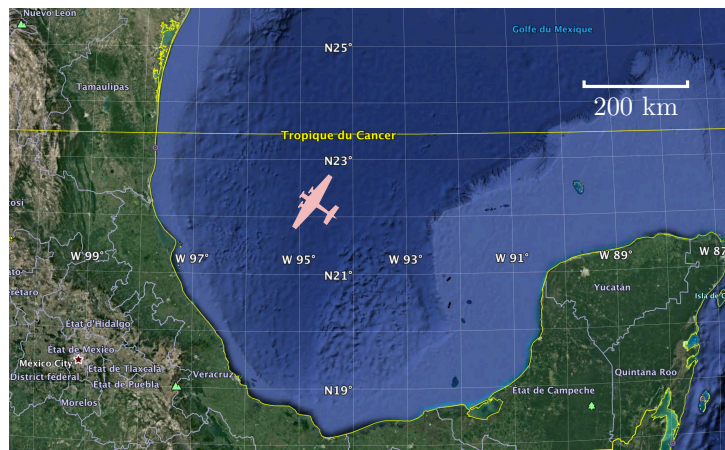 Nuevo León
Golfe du Mexique
N25°
Tamaulipas
200 km
Tropique du Cancer
N23°
W 99°
W 97°
W 95°
W 93°
W 91°
W 89°
W 87
N21°
Yucatán
Isla de C
État d'Hidalgo
État de Mexico
Mexico City
État de Tlaxcala
District fédéral
État de Puebla
Veracruz
Quintana Roo
N19°
État de Campeche
Morelos